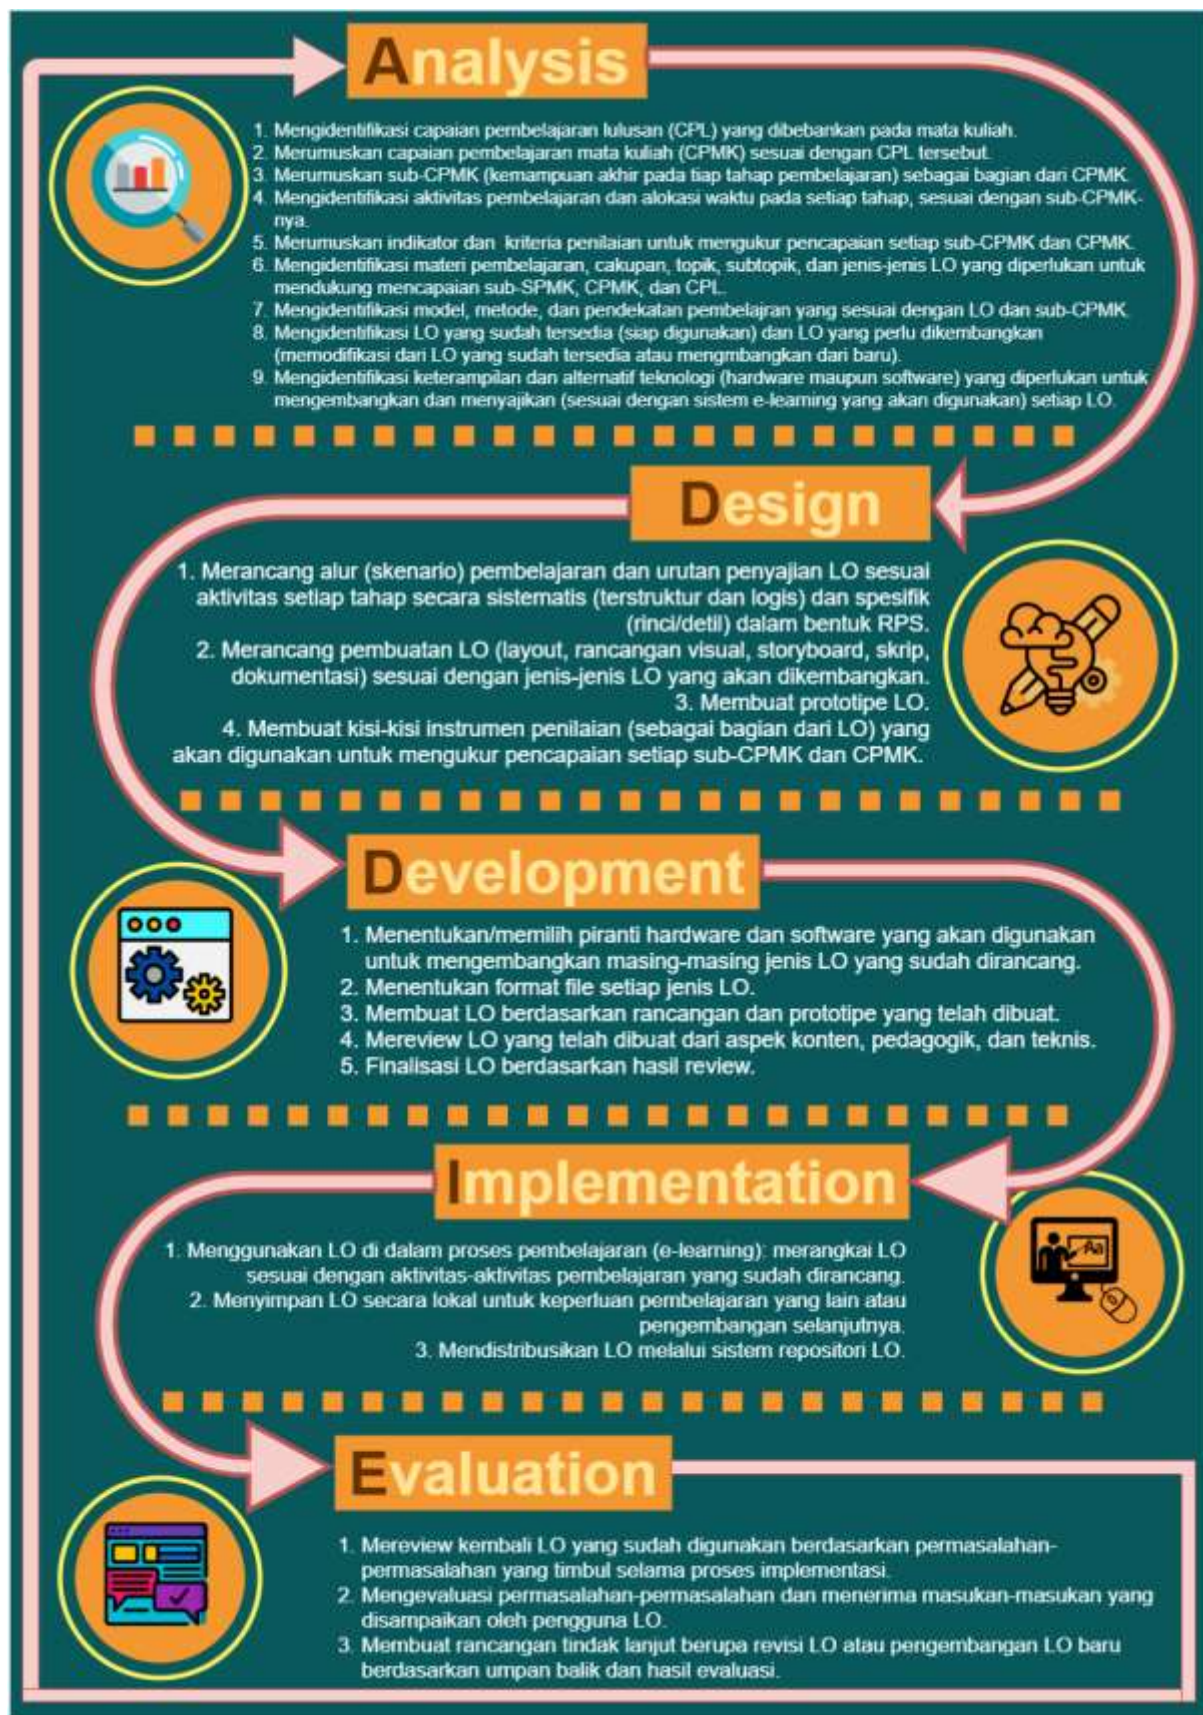 Analysis
1. Mengidentifikasi capaian pembelajaran lulusan (CPL) yang dibebankan pada mata kuliah.
2. Merumuskan capaian pembelajaran mata kuliah (CPMK) sesuai dengan CPL tersebut.
3. Merumuskan sub-CPMK (kemampuan akhir pada tiap tahap pembelajaran) sebagai bagian dari CPMK.
4. Mengidentifikasi aktivitas pembelajaran dan alokasi waktu pada setiap tahap, sesuai dengan sub-CPMK-
nya.
5. Merumuskan indikator dan kriteria penilaian untuk mengukur pencapaian setiap sub-CPMK dan CPMK.
6. Mengidentifikasi materi pembelajaran, cakupan, topik, subtopik, dan jenis-jenis LO yang diperlukan untuk
mendukung mencapaian sub-SPMK, CPMK, dan CPL.
7. Mengidentifikasi model, metode, dan pendekatan pembelajran yang sesuai dengan LO dan sub-CPMK.
8. Mengidentifikasi LO yang sudah tersedia (siap digunakan) dan LO yang perlu dikembangkan
(memodifikasi dari LO yang sudah tersedia atau mengmbangkan dari baru).
9. Mengidentifikasi keterampilan dan alternatif teknologi (hardware maupun software) yang diperlukan untuk
mengembangkan dan menyajikan (sesuai dengan sistem e-learning yang akan digunakan) setiap LO.
Design
1. Merancang alur (skenario) pembelajaran dan urutan penyajian LO sesuai
aktivitas setiap tahap secara sistematis (terstruktur dan logis) dan spesifik
(rinci/detil) dalam bentuk RPS.
2. Merancang pembuatan LO (layout, rancangan visual, storyboard, skrip,
dokumentasi) sesuai dengan jenis-jenis LO yang akan dikembangkan.
3. Membuat prototipe LO.
4. Membuat kisi-kisi instrumen penilaian (sebagai bagian dari LO) yang
akan digunakan untuk mengukur pencapaian setiap sub-CPMK dan CPMK.
Development
1. Menentukan/memilih piranti hardware dan software yang akan digunakan
untuk mengembangkan masing-masing jenis LO yang sudah dirancang.
2. Menentukan format file setiap jenis LO.
3. Membuat LO berdasarkan rancangan dan prototipe yang telah dibuat.
4. Mereview LO yang telah dibuat dari aspek konten, pedagogik, dan teknis.
5. Finalisasi LO berdasarkan hasil review.
Implementation
1. Menggunakan LO di dalam proses pembelajaran (e-learning): merangkai LO
sesuai dengan aktivitas-aktivitas pembelajaran yang sudah dirancang.
2. Menyimpan LO secara lokal untuk keperluan pembelajaran yang lain atau
pengembangan selanjutnya.
3. Mendistribusikan LO melalui sistem repositori LO.
Aa
Evaluation
1. Mereview kembali LO yang sudah digunakan berdasarkan permasalahan-
permasalahan yang timbul selama proses implementasi.
2. Mengevaluasi permasalahan-permasalahan dan menerima masukan-masukan yang
disampaikan oleh pengguna LO.
3. Membuat rancangan tindak lanjut berupa revisi LO atau pengembangan LO baru
berdasarkan umpan balik dan hasil evaluasi.